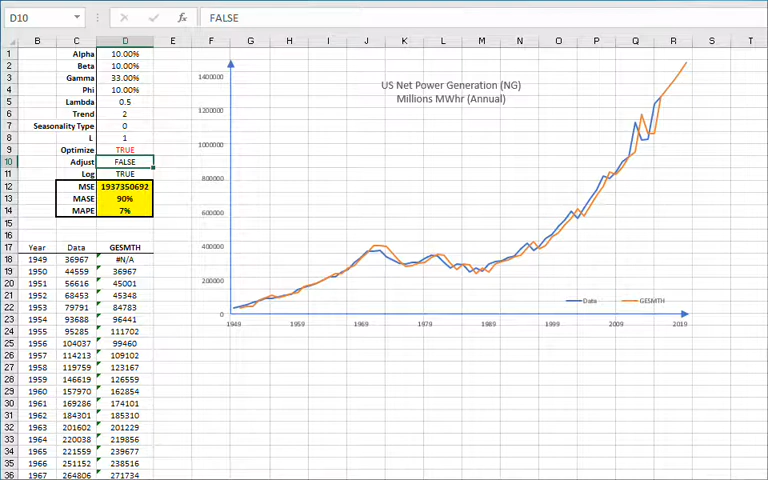 D10 fx FALSE
B C D E F G H I J K L M N O P Q R S T
1 Alpha 10.00%
2 Beta 10.00%
3 Gamma 33.00%
4 Phi 10.00%
5 Lambda 0.5
6 Trend 2
7 Seasonality Type 0
8 L 1
9 Optimize TRUE
10 Adjust FALSE
11 Log TRUE
12 MSE 1937350692
13 MASE 90%
14 MAPE 7%
15
16
17 Year Data GESMTH
18 1949 36967 #N/A
19 1950 44559 36967
20 1951 56616 45001
21 1952 68453 45348
22 1953 79791 84783
23 1954 93688 96441
24 1955 95285 111702
25 1956 104037 99460
26 1957 114213 109102
27 1958 119759 123167
28 1959 146619 126559
29 1960 157970 162854
30 1961 169286 174101
31 1962 184301 185310
32 1963 201602 201229
33 1964 220038 219856
34 1965 221559 239677
35 1966 251152 238516
36 1967 264806 271734
US Net Power Generation (NG)
Millions MWhr (Annual)
1400000
1200000
1000000
800000
600000
400000
200000
0
1949 1959 1969 1979 1989 1999 2009 2019
Data GESMTH